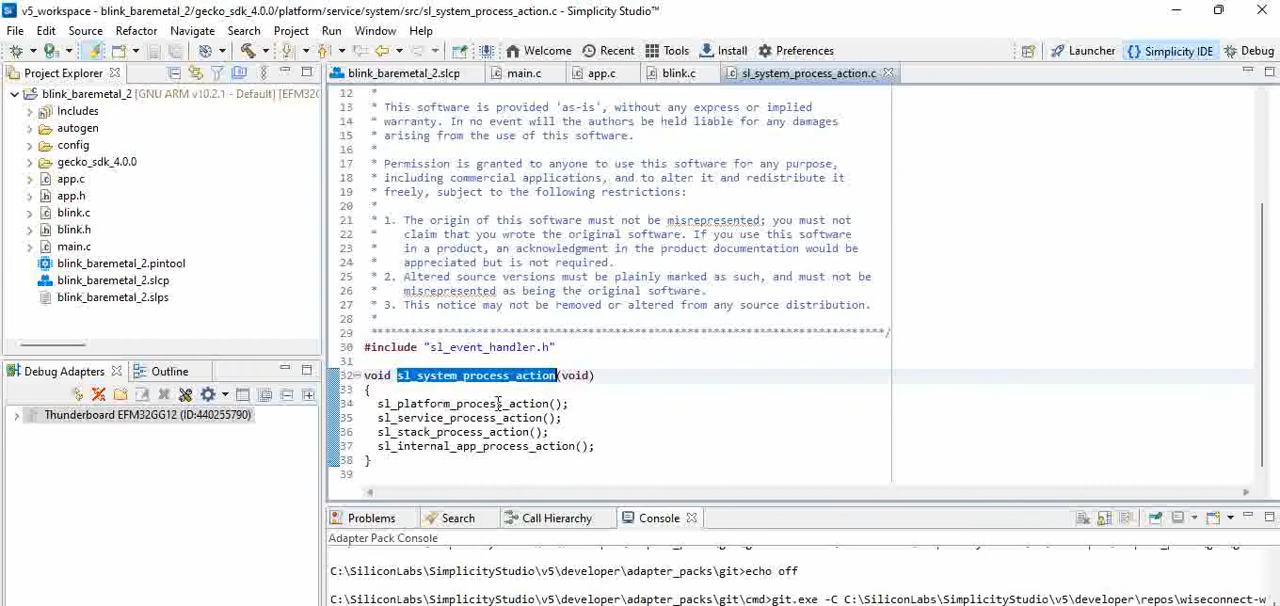 v5_workspace - blink_baremetal_2/gecko_sdk_4.0.0/platform/service/system/src/sl_system_process_action.c - Simplicity Studio™
File Edit Source Refactor Navigate Search Project Run Window Help
Welcome Recent Tools Install Preferences Launcher {} Simplicity IDE Debug
Project Explorer
blink_baremetal_2 [GNU ARM v10.2.1 - Default] [EFM32G
Includes
autogen
config
gecko_sdk_4.0.0
app.c
app.h
blink.c
blink.h
main.c
blink_baremetal_2.pintool
blink_baremetal_2.slcp
blink_baremetal_2.slps
Debug Adapters Outline
Thunderboard EFM32GG12 (ID:440255790)
blink_baremetal_2.slcp main.c app.c blink.c sl_system_process_action.c
12 *
13 * This software is provided 'as-is', without any express or implied
14 * warranty. In no event will the authors be held liable for any damages
15 * arising from the use of this software.
16 *
17 * Permission is granted to anyone to use this software for any purpose,
18 * including commercial applications, and to alter it and redistribute it
19 * freely, subject to the following restrictions:
20 *
21 * 1. The origin of this software must not be misrepresented; you must not
22 * claim that you wrote the original software. If you use this software
23 * in a product, an acknowledgment in the product documentation would be
24 * appreciated but is not required.
25 * 2. Altered source versions must be plainly marked as such, and must not be
26 * misrepresented as being the original software.
27 * 3. This notice may not be removed or altered from any source distribution.
28 *
29 ******************************************************************************/
30 #include "sl_event_handler.h"
31
32 void sl_system_process_action(void)
33 {
34 sl_platform_process_action();
35 sl_service_process_action();
36 sl_stack_process_action();
37 sl_internal_app_process_action();
38 }
39
Problems Search Call Hierarchy Console
Adapter Pack Console
C:\SiliconLabs\SimplicityStudio\v5\developer\adapter_packs\git>echo off
C:\SiliconLabs\SimplicityStudio\v5\developer\adapter_packs\git\cmd>git.exe -C C:\SiliconLabs\SimplicityStudio\v5\developer\repos\wiseconnect-w